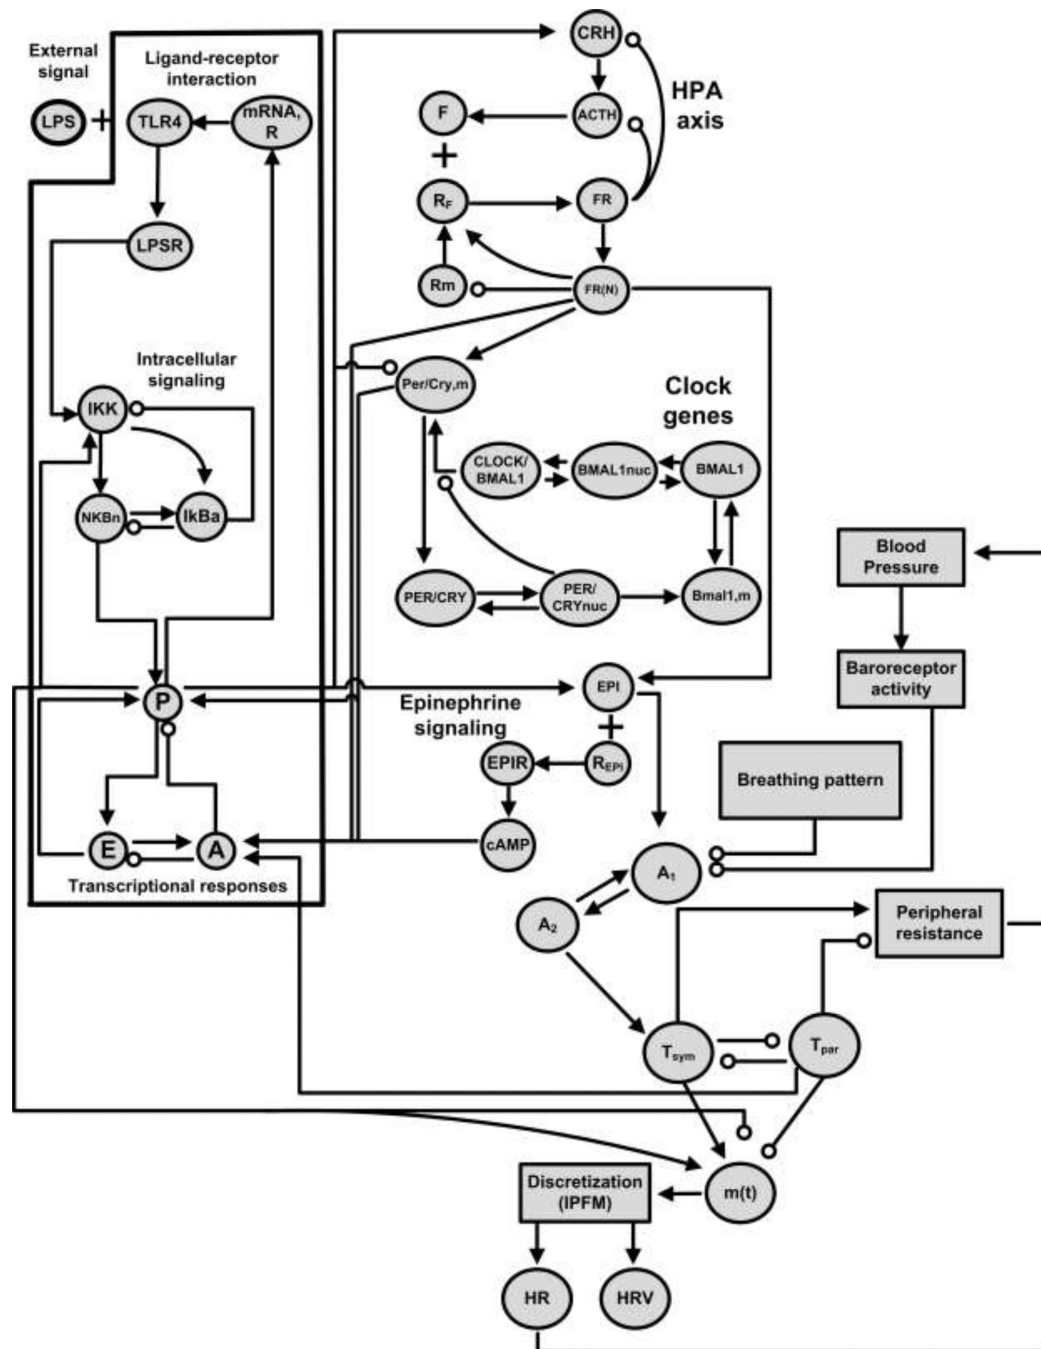 External
signal
LPS
+
Ligand-receptor
interaction
TLR4
mRNA,
R
LPSR
Intracellular
signaling
IKK
NKBn
IkBa
P
E
A
Transcriptional responses
CRH
HPA
axis
F
ACTH
+
RF
FR
Rm
FR(N)
Per/Cry,m
Clock
genes
CLOCK/
BMAL1
BMAL1nuc
BMAL1
PER/CRY
PER/
CRYnuc
Bmal1,m
Epinephrine
signaling
EPI
+
EPIR
REPI
cAMP
A1
A2
Blood
Pressure
Baroreceptor
activity
Breathing pattern
Peripheral
resistance
Tsym
Tpar
Discretization
(IPFM)
m(t)
HR
HRV